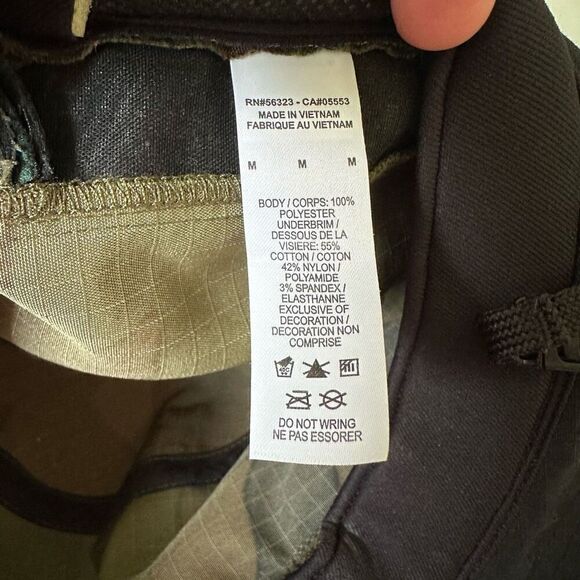 RN#56323 - CA#05553
MADE IN VIETNAM
FABRIQUE AU VIETNAM
M M M
BODY / CORPS: 100%
POLYESTER
UNDERBRIM /
DESSOUS DE LA
VISIERE: 55%
COTTON / COTON
42% NYLON /
POLYAMIDE
3% SPANDEX /
ELASTHANNE
EXCLUSIVE OF
DECORATION /
DECORATION NON
COMPRISE
DO NOT WRING
NE PAS ESSORER